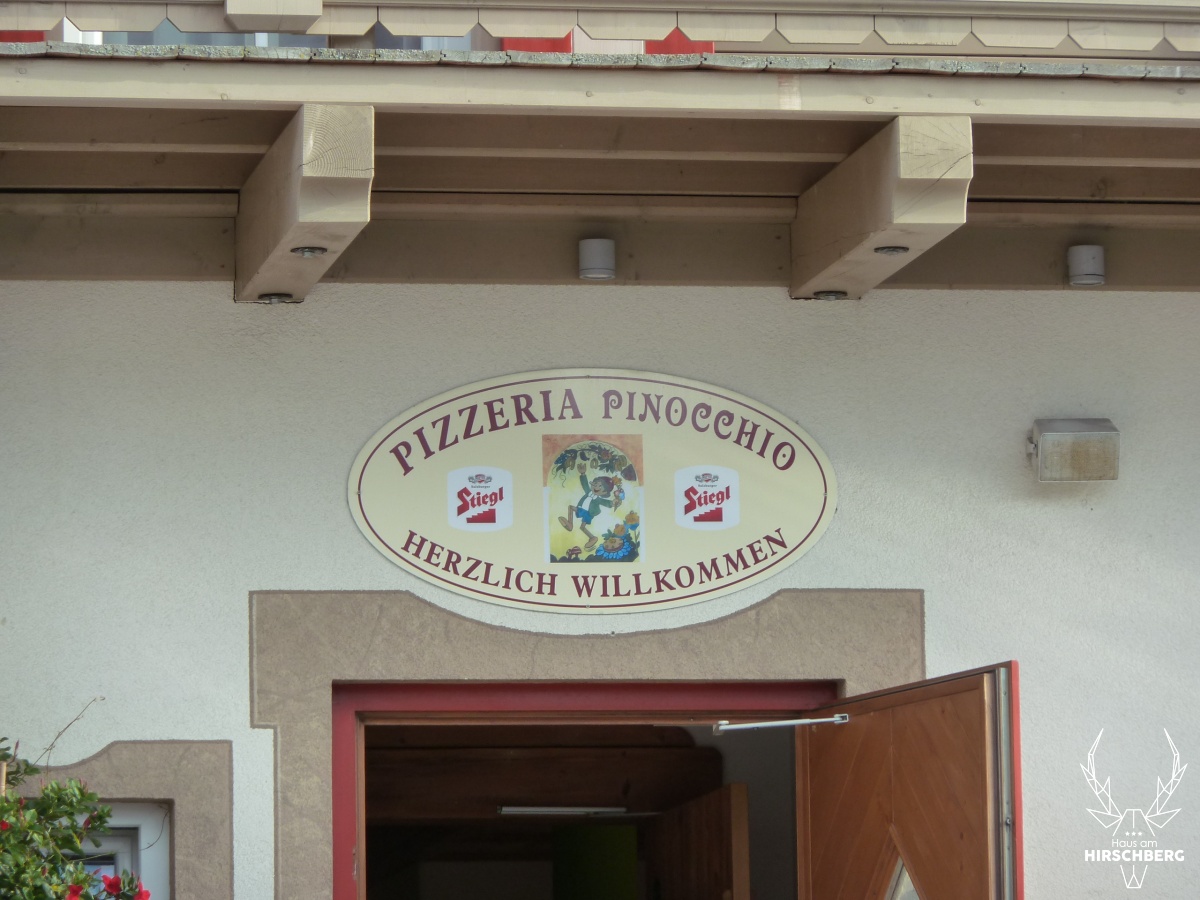 PIZZERIA PINOCCHIO
Stiegl
Stiegl
HERZLICH WILLKOMMEN
Haus am
HIRSCHBERG